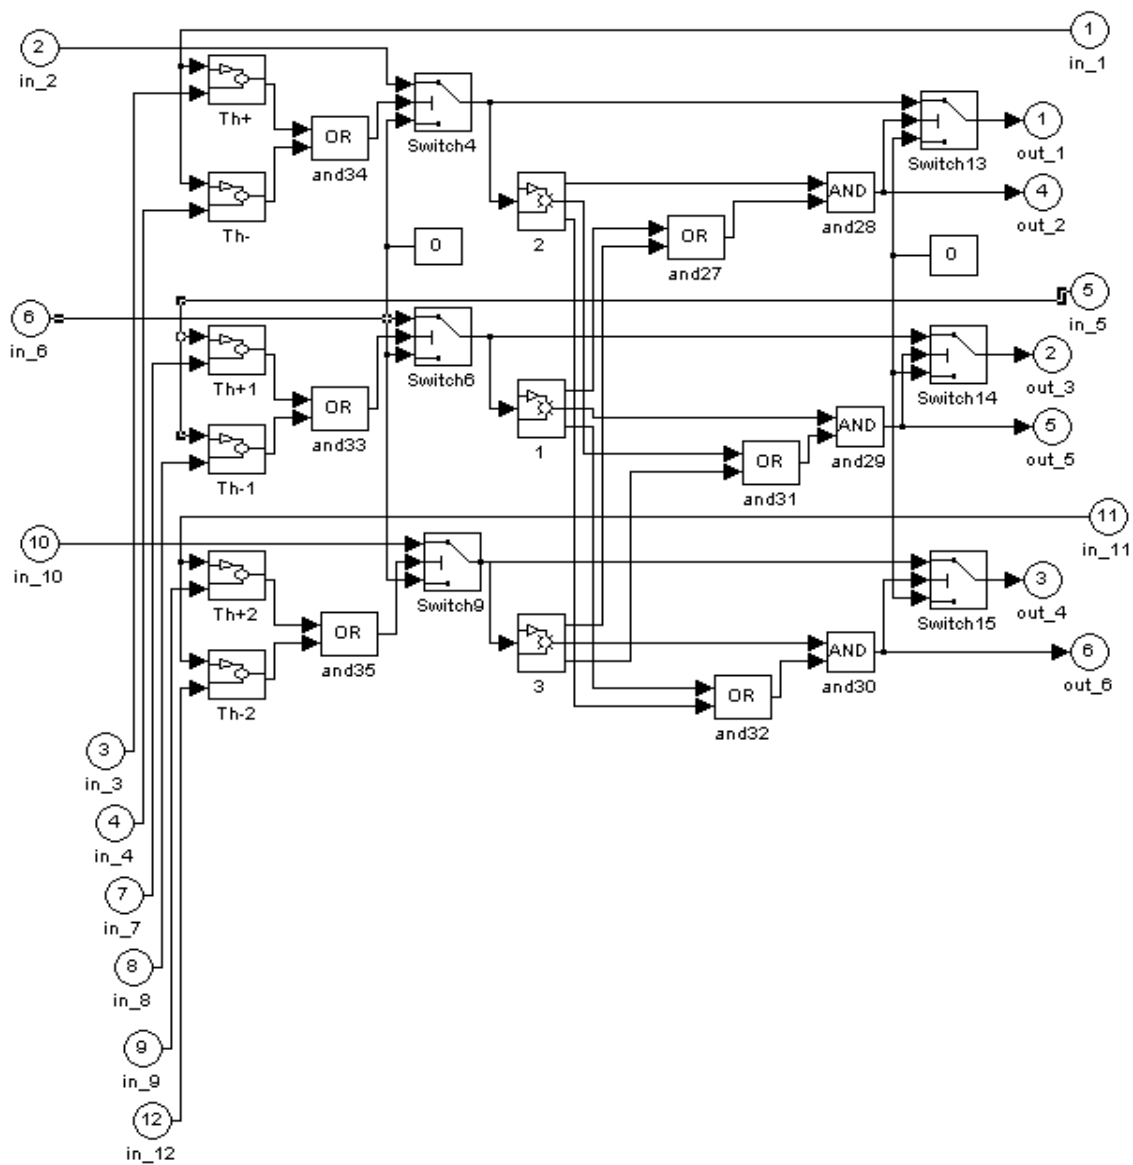 1
in_1
2
in_2
Th+
OR
and34
Switch4
Switch13
1
out_1
Th-
2
AND
and28
4
out_2
0
OR
and27
0
5
in_5
6
in_6
Th+1
OR
and33
Switch6
Switch14
2
out_3
Th-1
1
AND
and29
5
out_5
OR
and31
11
in_11
10
in_10
Th+2
OR
and35
Switch9
Switch15
3
out_4
Th-2
3
AND
and30
6
out_6
OR
and32
3
in_3
4
in_4
7
in_7
8
in_8
9
in_9
12
in_12